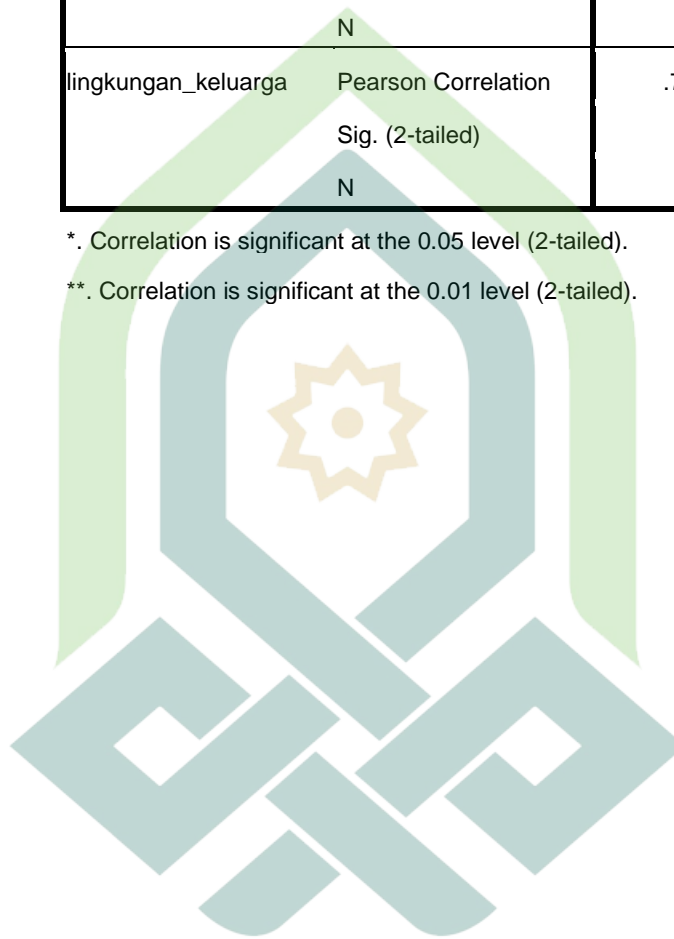 N
lingkungan_keluarga Pearson Correlation .7
Sig. (2-tailed)
N
*. Correlation is significant at the 0.05 level (2-tailed).
**. Correlation is significant at the 0.01 level (2-tailed).